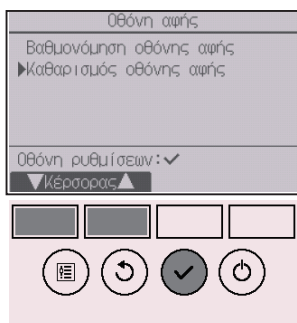 Οθόνη αφής
Βαθμονόμηση οθόνης αφής
▶Καθαρισμός οθόνης αφής
Οθόνη ρυθμίσεων:✓
▼Κέρσορας▲